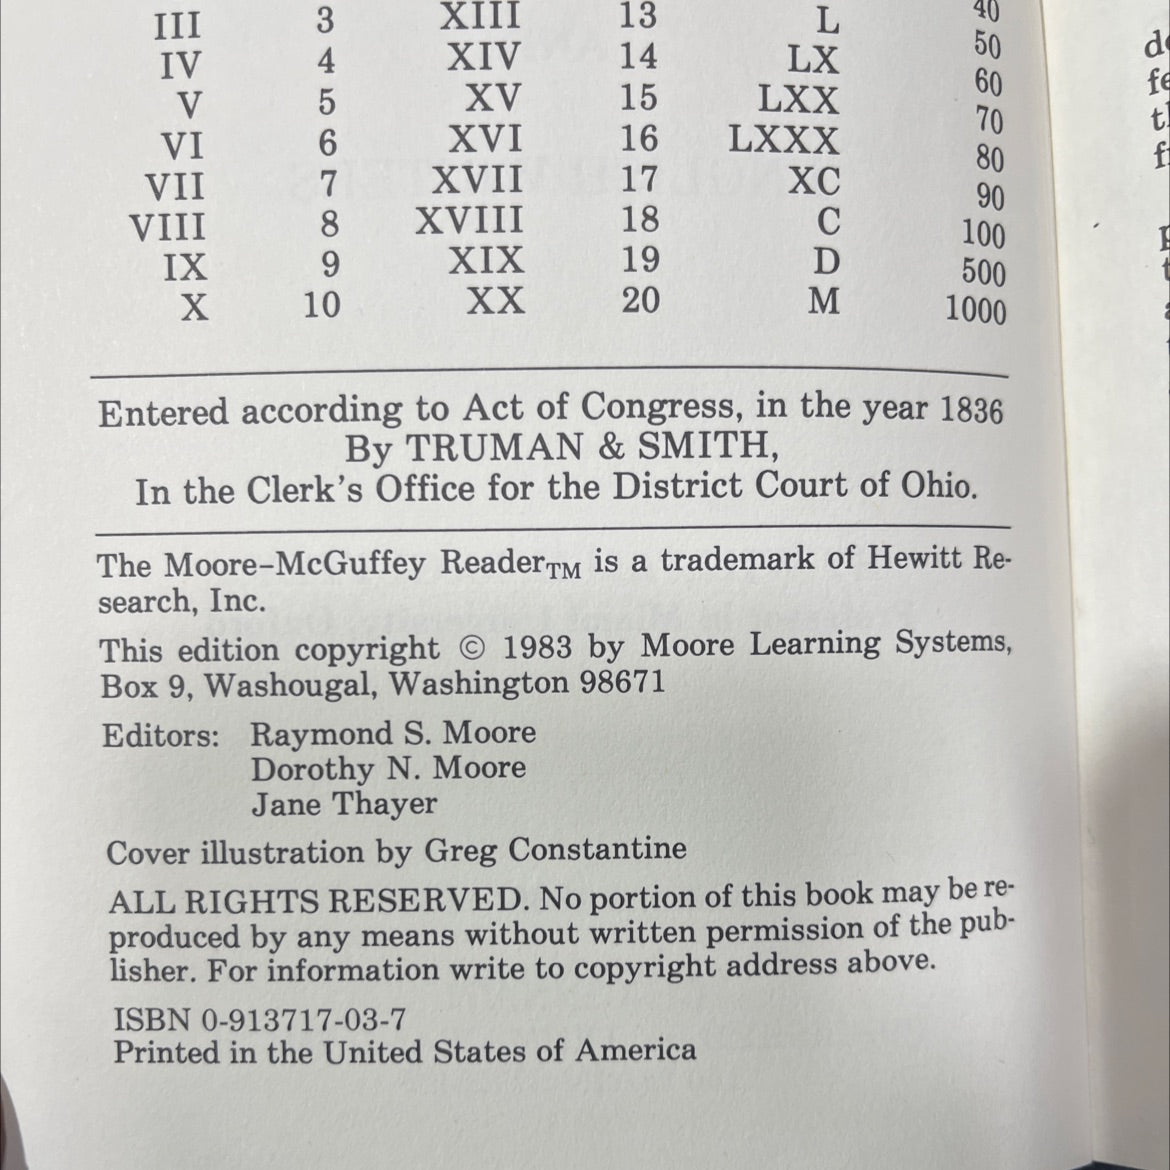 III 3 XIII 13 L 40
IV 4 XIV 14 LX 50
V 5 XV 15 LXX 60
VI 6 XVI 16 LXXX 70
VII 7 XVII 17 XC 80
VIII 8 XVIII 18 C 90
IX 9 XIX 19 D 100
X 10 XX 20 M 500
1000
Entered according to Act of Congress, in the year 1836
By TRUMAN & SMITH,
In the Clerk's Office for the District Court of Ohio.
The Moore-McGuffey Reader™ is a trademark of Hewitt Re-
search, Inc.
This edition copyright © 1983 by Moore Learning Systems,
Box 9, Washougal, Washington 98671
Editors: Raymond S. Moore
Dorothy N. Moore
Jane Thayer
Cover illustration by Greg Constantine
ALL RIGHTS RESERVED. No portion of this book may be re-
produced by any means without written permission of the pub-
lisher. For information write to copyright address above.
ISBN 0-913717-03-7
Printed in the United States of America